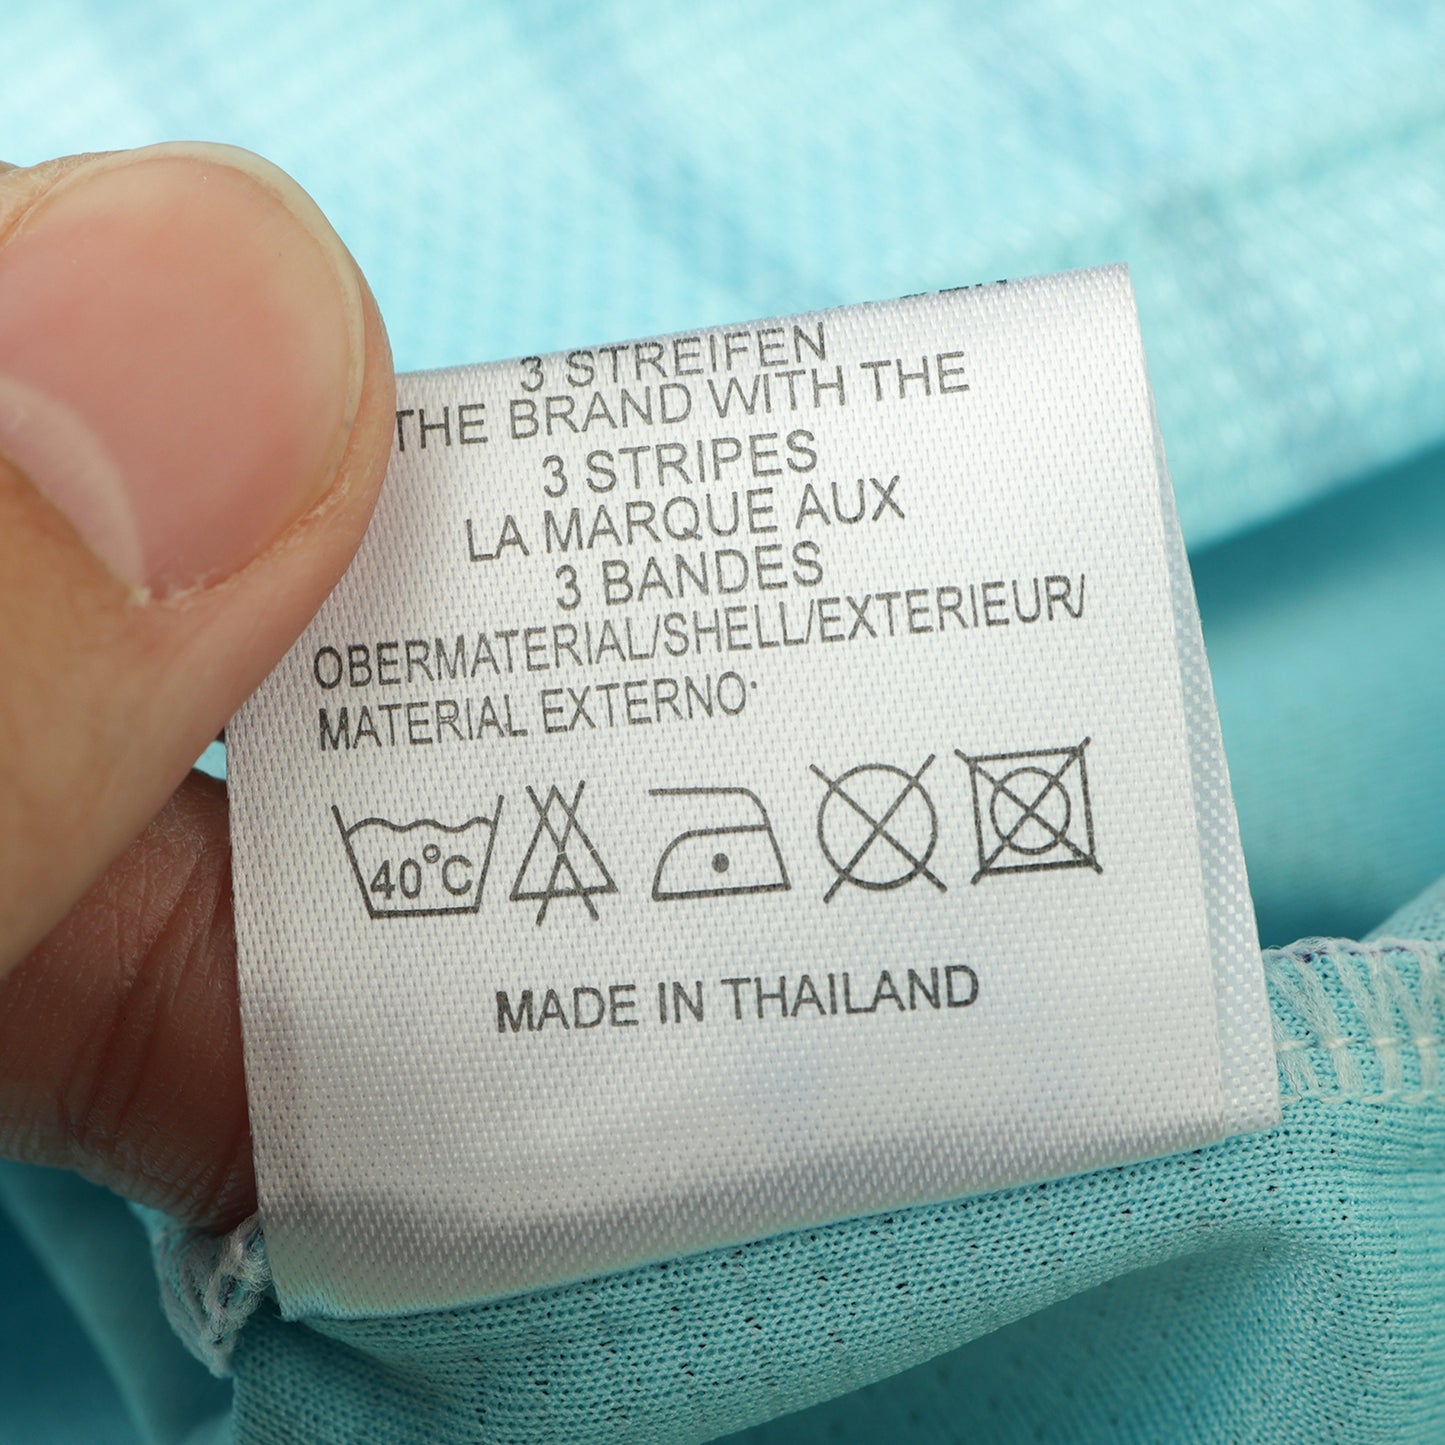 3 STREIFEN
THE BRAND WITH THE
3 STRIPES
LA MARQUE AUX
3 BANDES
OBERMATERIAL/SHELL/EXTERIEUR/
MATERIAL EXTERNO·
40°C
MADE IN THAILAND